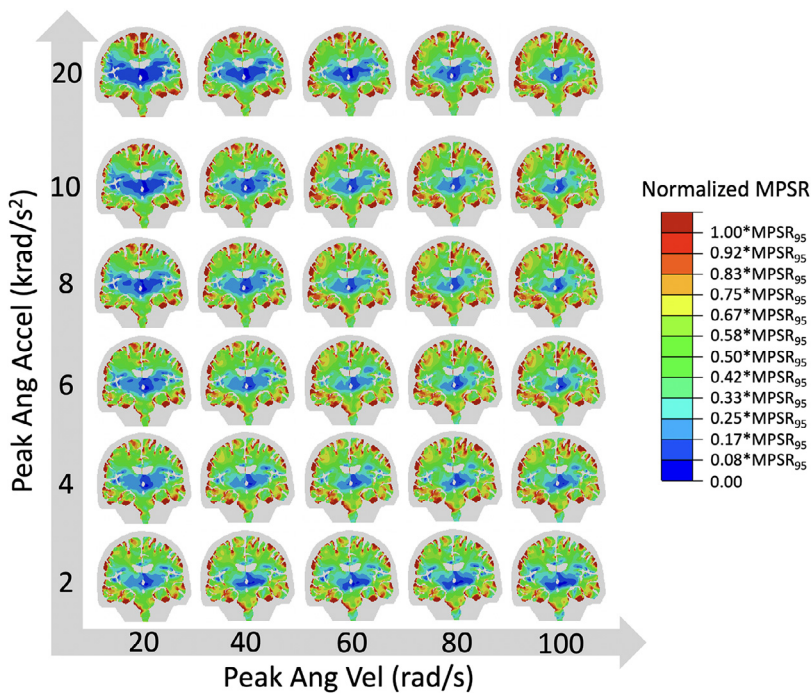 Peak Ang Accel (krad/s²)
20
10
8
6
4
2
20 40 60 80 100
Peak Ang Vel (rad/s)
Normalized MPSR
1.00*MPSR₉₅
0.92*MPSR₉₅
0.83*MPSR₉₅
0.75*MPSR₉₅
0.67*MPSR₉₅
0.58*MPSR₉₅
0.50*MPSR₉₅
0.42*MPSR₉₅
0.33*MPSR₉₅
0.25*MPSR₉₅
0.17*MPSR₉₅
0.08*MPSR₉₅
0.00